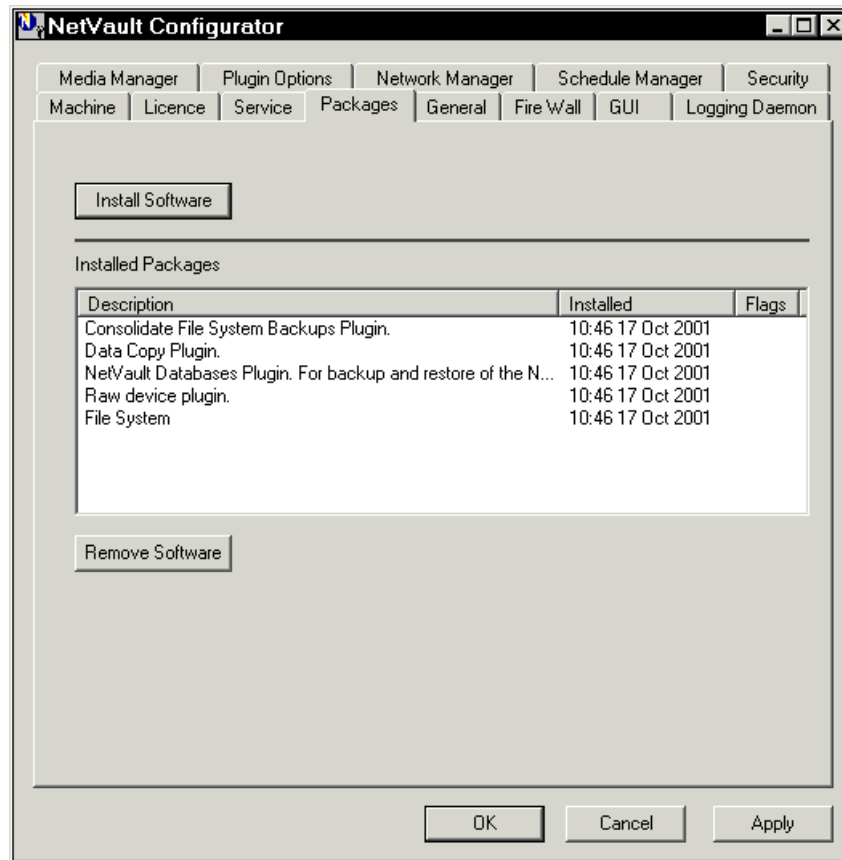 NetVault Configurator
Media Manager Plugin Options Network Manager Schedule Manager Security
Machine Licence Service Packages General Fire Wall GUI Logging Daemon
Install Software
Installed Packages
Description Installed Flags
Consolidate File System Backups Plugin. 10:46 17 Oct 2001
Data Copy Plugin. 10:46 17 Oct 2001
NetVault Databases Plugin. For backup and restore of the N... 10:46 17 Oct 2001
Raw device plugin. 10:46 17 Oct 2001
File System 10:46 17 Oct 2001
Remove Software
OK Cancel Apply